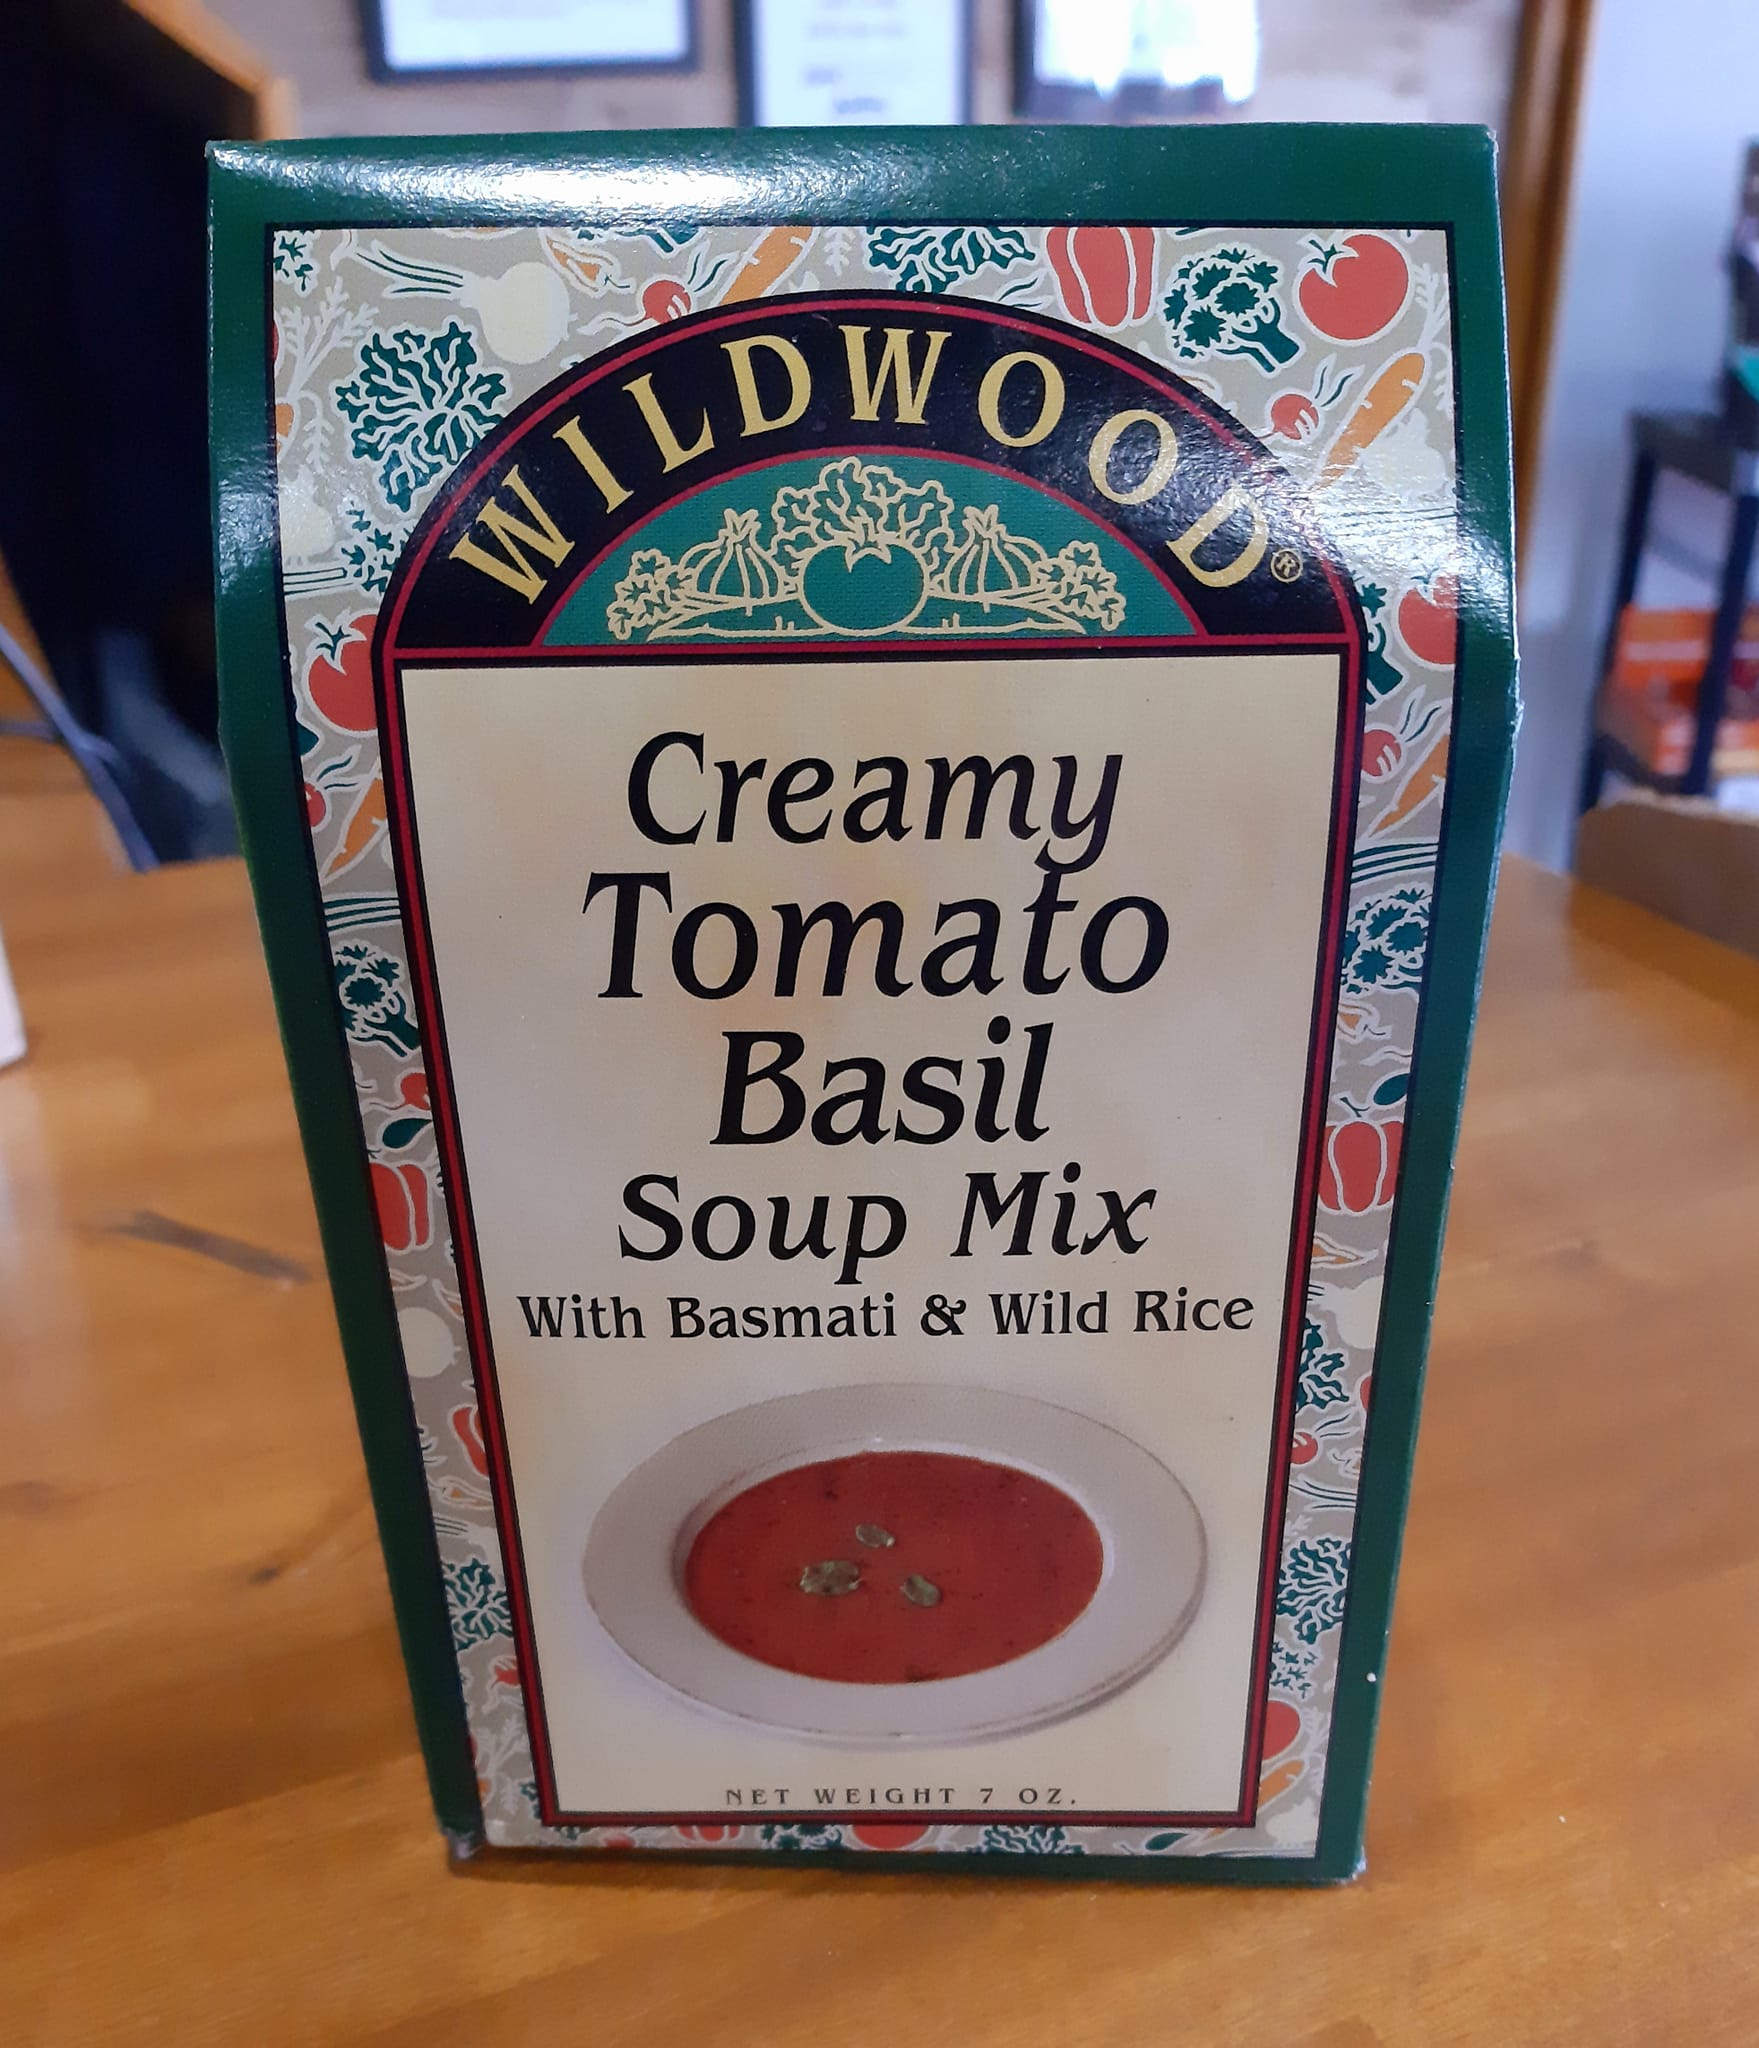 WILDWOOD®
Creamy
Tomato
Basil
Soup Mix
With Basmati & Wild Rice
NET WEIGHT 7 OZ.